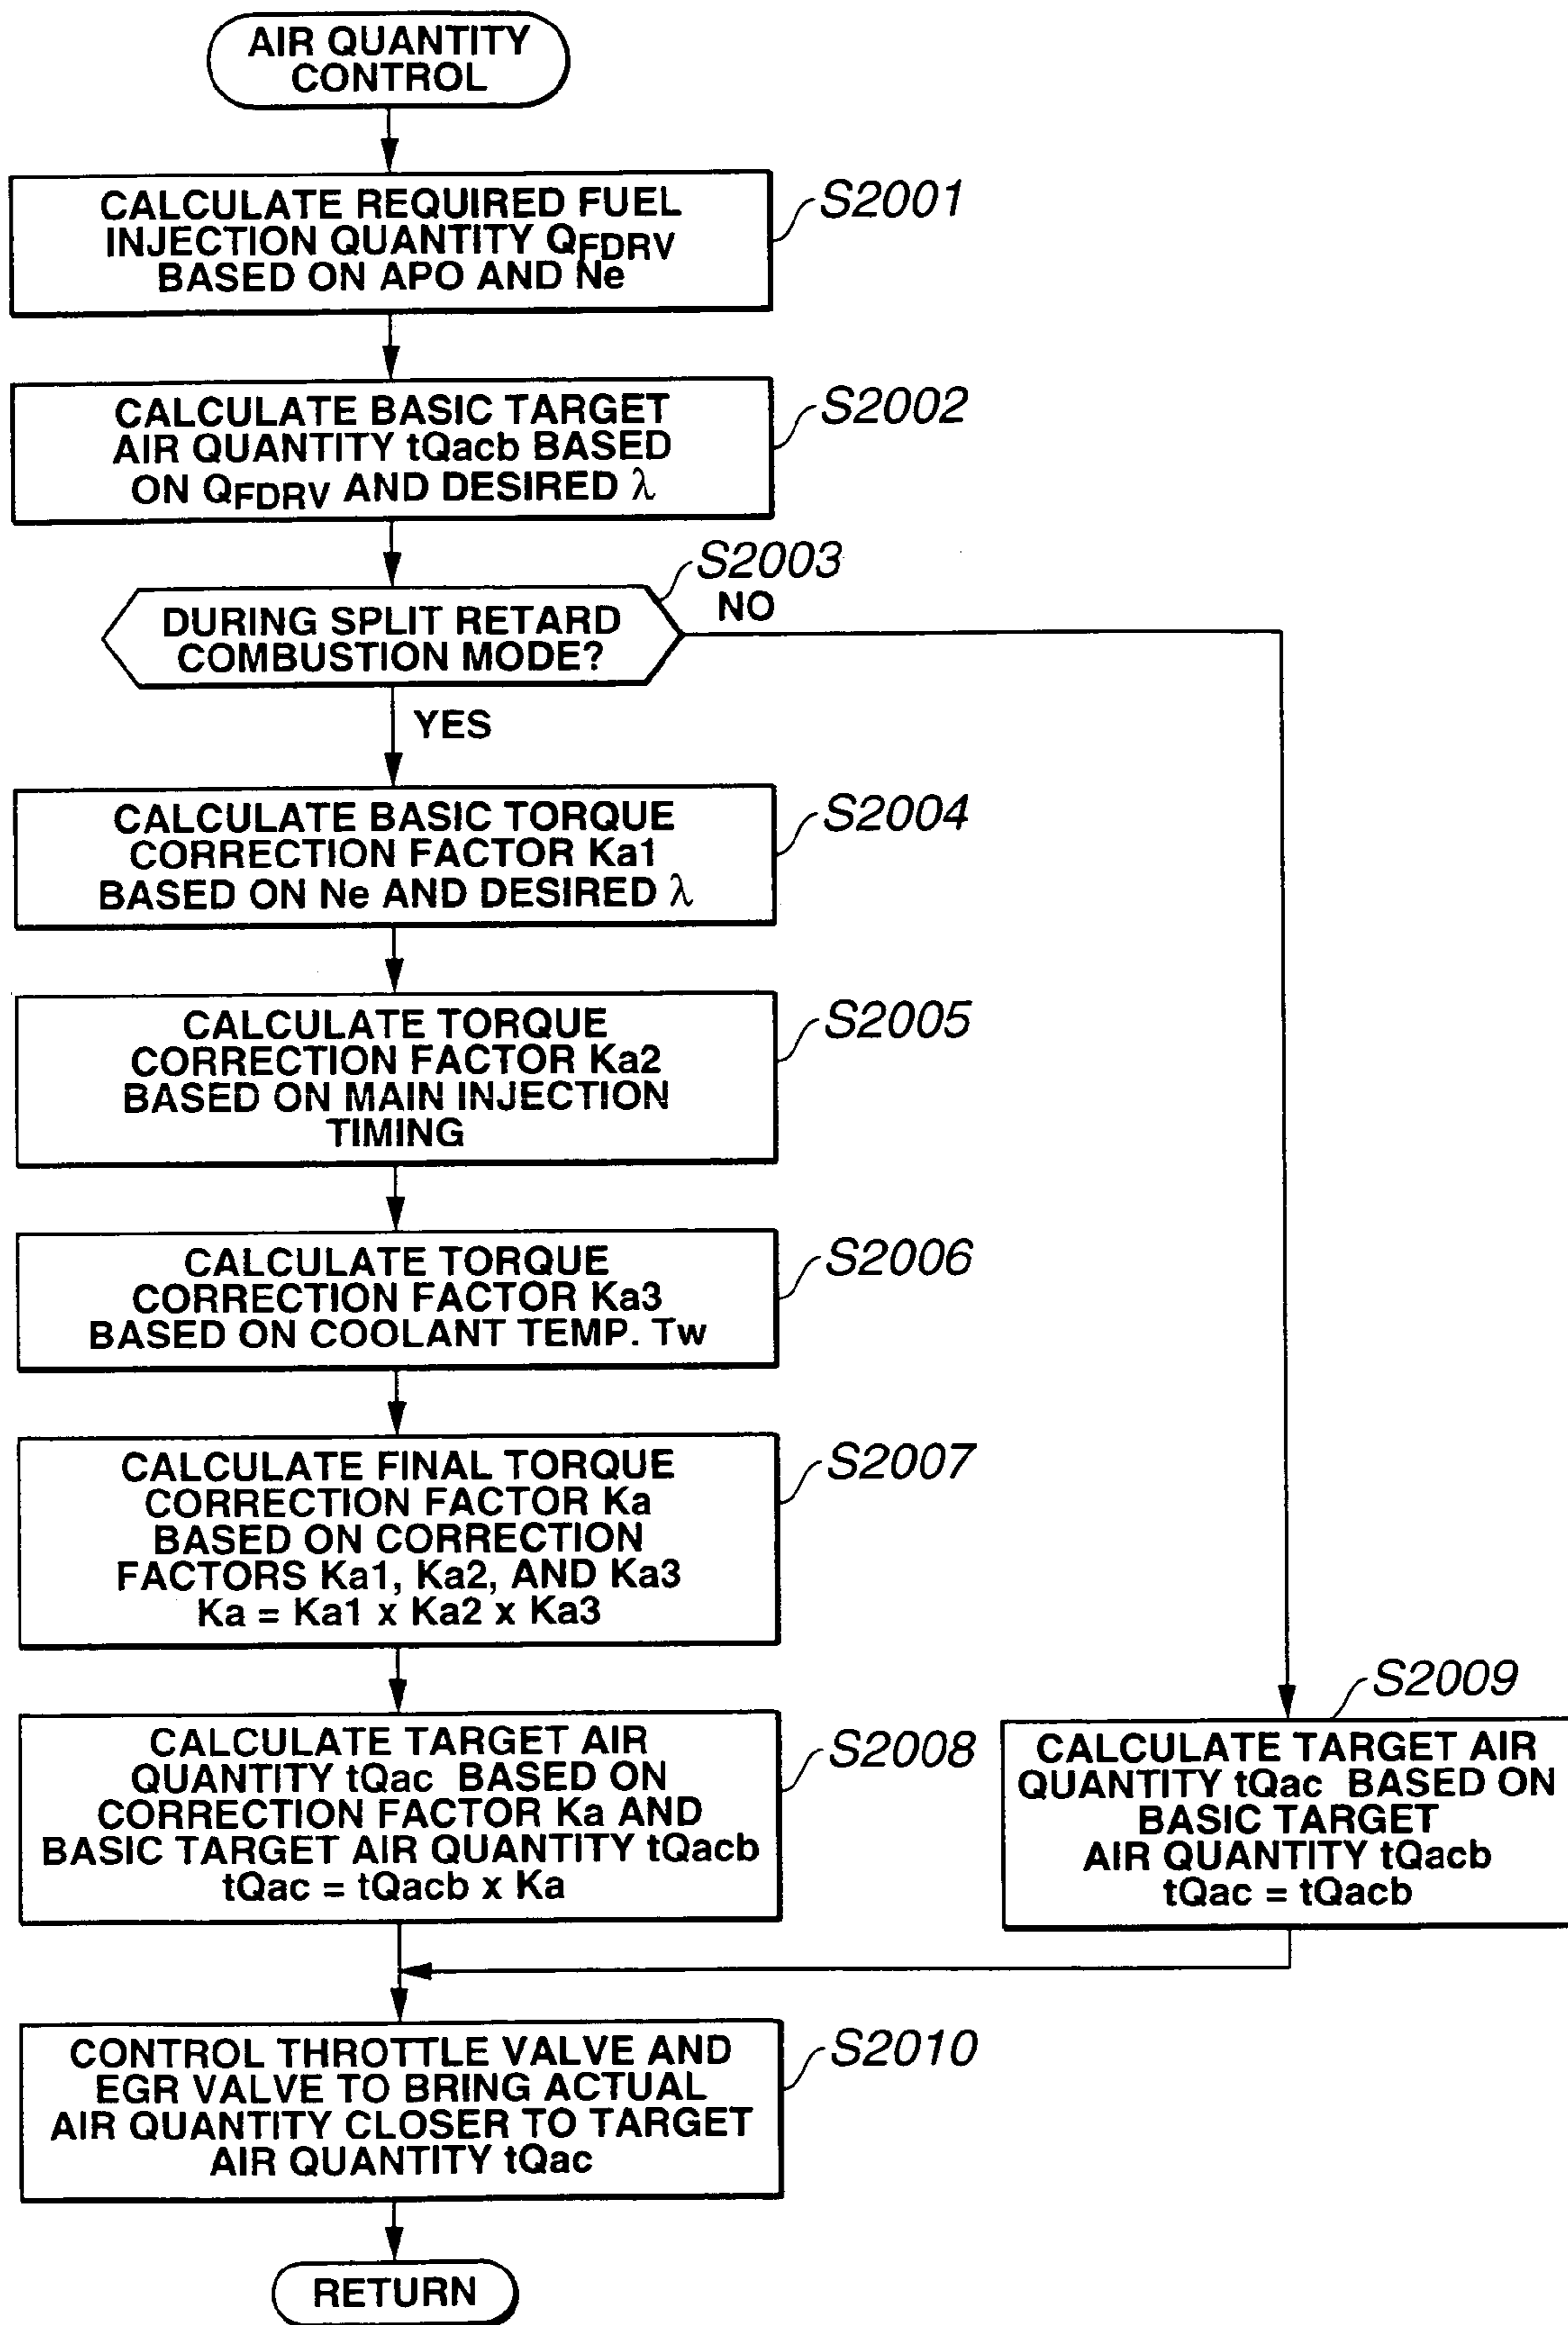 AIR QUANTITY
CONTROL
CALCULATE REQUIRED FUEL
INJECTION QUANTITY QFDRV
BASED ON APO AND Ne
S2001
CALCULATE BASIC TARGET
AIR QUANTITY tQacb BASED
ON QFDRV AND DESIRED λ
S2002
S2003
DURING SPLIT RETARD
COMBUSTION MODE?
NO
YES
CALCULATE BASIC TORQUE
CORRECTION FACTOR Ka1
BASED ON Ne AND DESIRED λ
S2004
CALCULATE TORQUE
CORRECTION FACTOR Ka2
BASED ON MAIN INJECTION
TIMING
S2005
CALCULATE TORQUE
CORRECTION FACTOR Ka3
BASED ON COOLANT TEMP. Tw
S2006
CALCULATE FINAL TORQUE
CORRECTION FACTOR Ka
BASED ON CORRECTION
FACTORS Ka1, Ka2, AND Ka3
Ka = Ka1 x Ka2 x Ka3
S2007
CALCULATE TARGET AIR
QUANTITY tQac BASED ON
CORRECTION FACTOR Ka AND
BASIC TARGET AIR QUANTITY tQacb
tQac = tQacb x Ka
S2008
S2009
CALCULATE TARGET AIR
QUANTITY tQac BASED ON
BASIC TARGET
AIR QUANTITY tQacb
tQac = tQacb
CONTROL THROTTLE VALVE AND
EGR VALVE TO BRING ACTUAL
AIR QUANTITY CLOSER TO TARGET
AIR QUANTITY tQac
S2010
RETURN